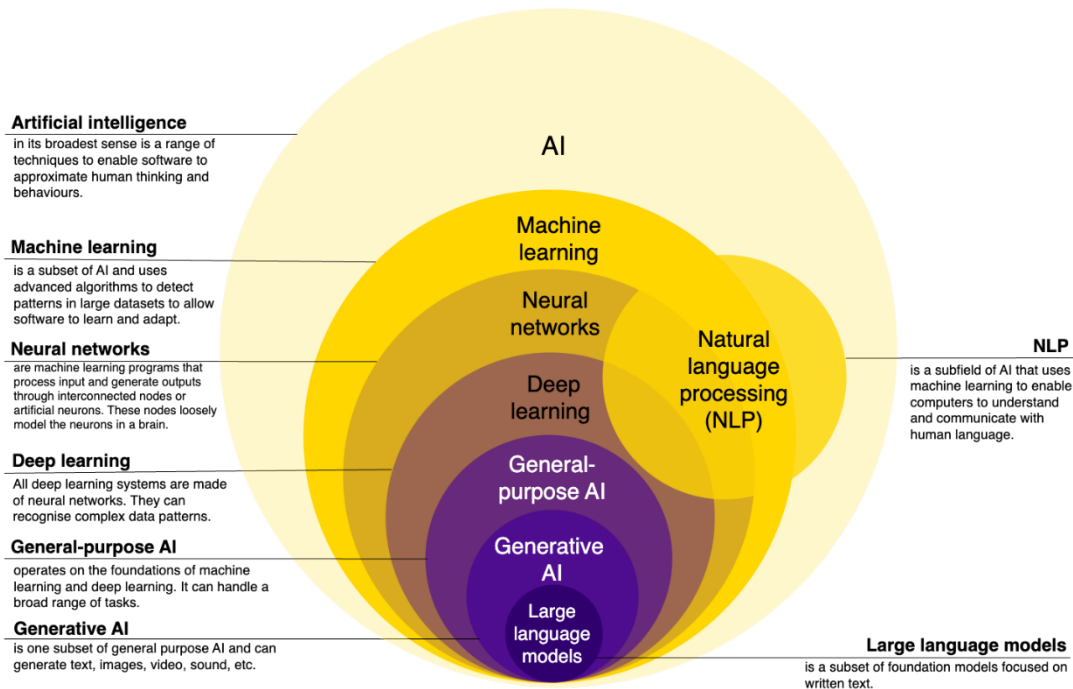 Artificial intelligence
in its broadest sense is a range of
techniques to enable software to
approximate human thinking and
behaviours.
Machine learning
is a subset of AI and uses
advanced algorithms to detect
patterns in large datasets to allow
software to learn and adapt.
Neural networks
are machine learning programs that
process input and generate outputs
through interconnected nodes or
artificial neurons. These nodes loosely
model the neurons in a brain.
Deep learning
All deep learning systems are made
of neural networks. They can
recognise complex data patterns.
General-purpose AI
operates on the foundations of machine
learning and deep learning. It can handle a
broad range of tasks.
Generative AI
is one subset of general purpose AI and can
generate text, images, video, sound, etc.
AI
Machine
learning
Neural
networks
Deep
learning
General-
purpose AI
Generative
AI
Large
language
models
Natural
language
processing
(NLP)
NLP
is a subfield of AI that uses
machine learning to enable
computers to understand
and communicate with
human language.
Large language models
is a subset of foundation models focused on
written text.